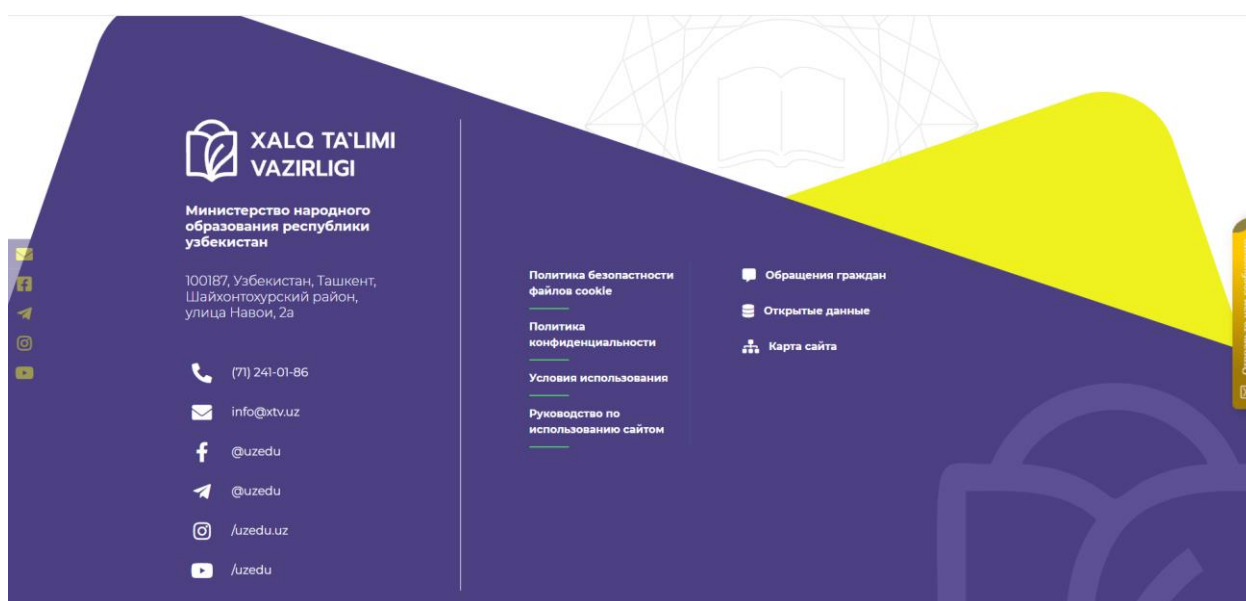 XALQ TA`LIMI
VAZIRLIGI
Министерство народного
образования республики
узбекистан
100187, Узбекистан, Ташкент,
Шайхонтохурский район,
улица Навои, 2а
(71) 241-01-86
info@xtv.uz
@uzedu
@uzedu
/uzedu.uz
/uzedu
Политика безопастности
файлов cookie
Политика
конфиденциальности
Условия использования
Руководство по
использованию сайтом
Обращения граждан
Открытые данные
Карта сайта